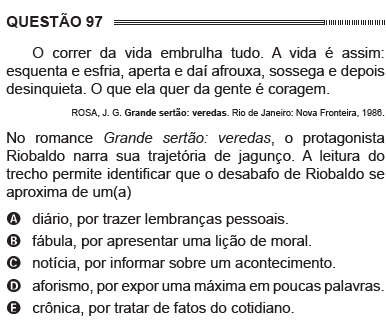 QUESTÃO 97
O correr da vida embrulha tudo. A vida é assim:
esquenta e esfria, aperta e daí afrouxa, sossega e depois
desinquieta. O que ela quer da gente é coragem.
ROSA, J. G. Grande sertão: veredas. Rio de Janeiro: Nova Fronteira, 1986.
No romance Grande sertão: veredas, o protagonista
Riobaldo narra sua trajetória de jagunço. A leitura do
trecho permite identificar que o desabafo de Riobaldo se
aproxima de um(a)
A diário, por trazer lembranças pessoais.
B fábula, por apresentar uma lição de moral.
C notícia, por informar sobre um acontecimento.
D aforismo, por expor uma máxima em poucas palavras.
E crônica, por tratar de fatos do cotidiano.